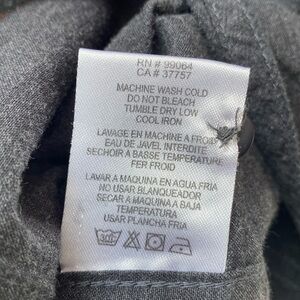 RN # 99064
CA # 37757
MACHINE WASH COLD
DO NOT BLEACH
TUMBLE DRY LOW
COOL IRON
LAVAGE EN MACHINE A FROID
EAU DE JAVEL INTERDITE
SECHOIR A BASSE TEMPERATURE
FER FROID
LAVAR A MAQUINA EN AGUA FRIA
NO USAR BLANQUEADOR
SECAR A MAQUINA A BAJA
TEMPERATURA
USAR PLANCHA FRIA